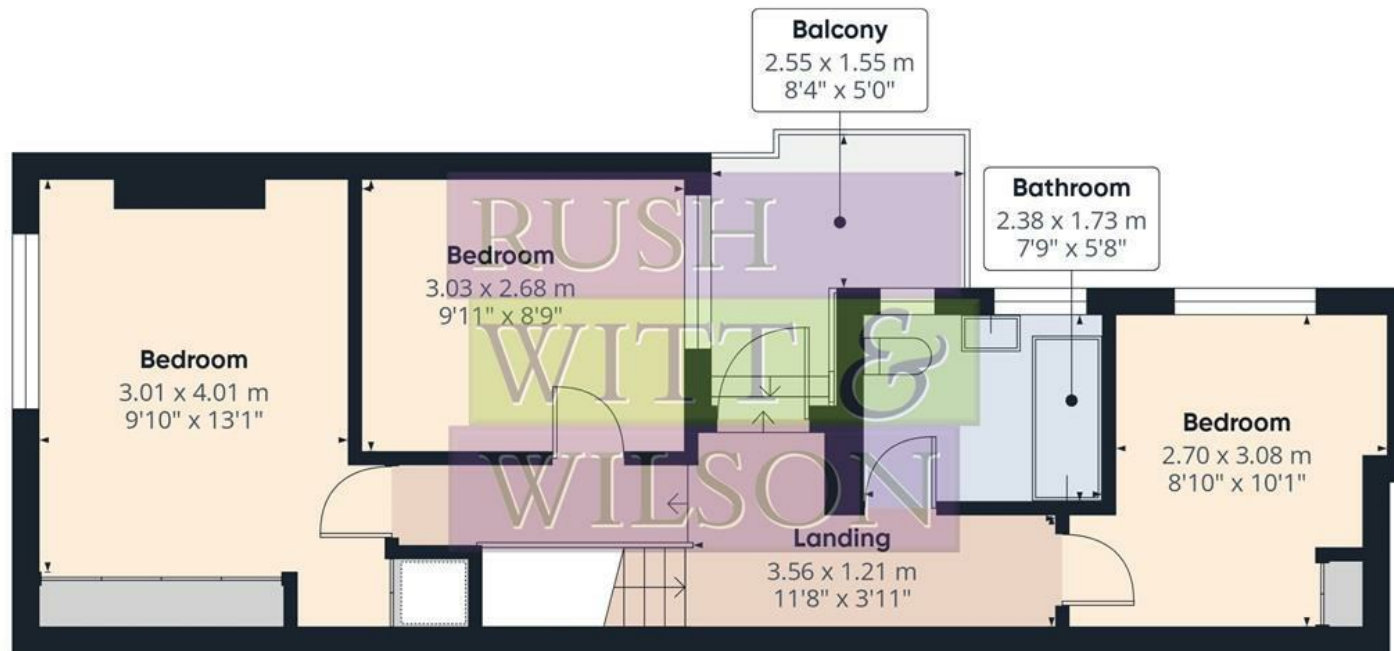 Balcony
2.55 x 1.55 m
8'4" x 5'0"
Bathroom
2.38 x 1.73 m
7'9" x 5'8"
RUSH
Bedroom
3.03 x 2.68 m
9'11" x 8'9"
WITT &
Bedroom
3.01 x 4.01 m
9'10" x 13'1"
Bedroom
2.70 x 3.08 m
8'10" x 10'1"
WILSON
Landing
3.56 x 1.21 m
11'8" x 3'11"